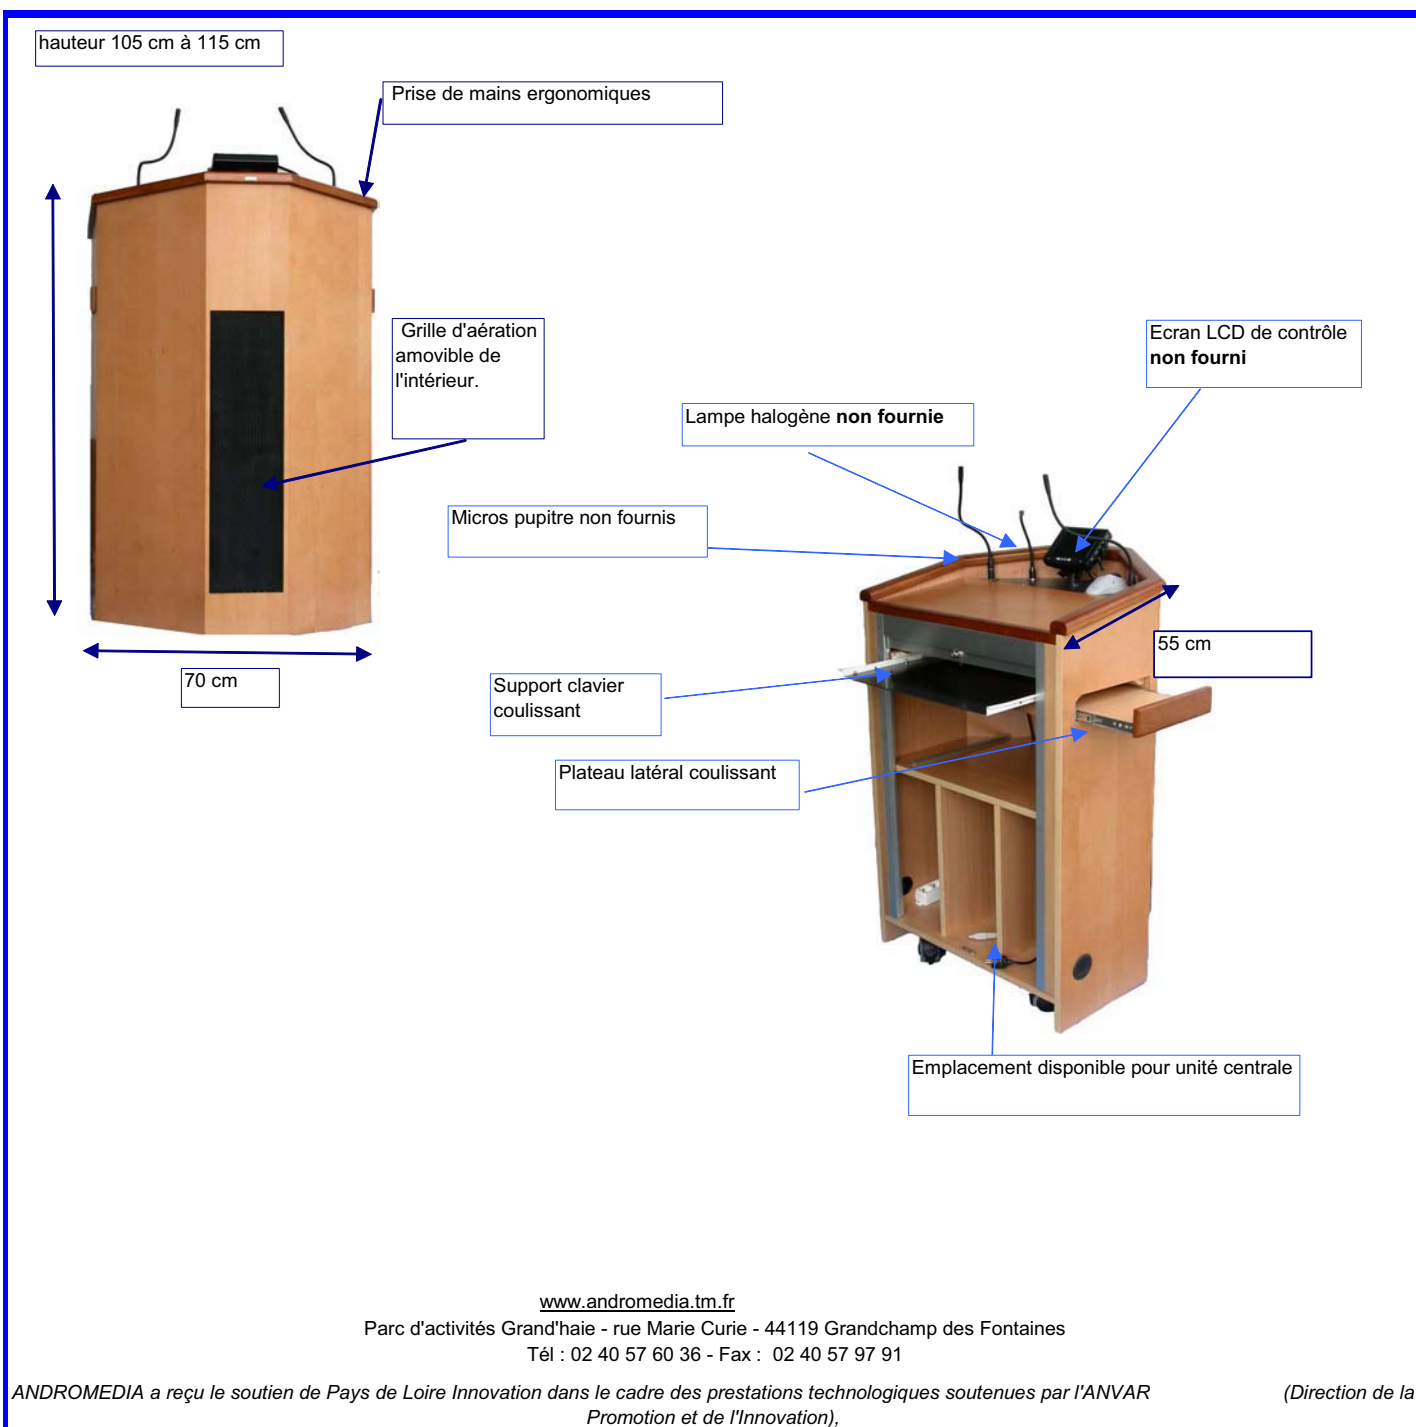 hauteur 105 cm à 115 cm
Prise de mains ergonomiques
Grille d'aération
amovible de
l'intérieur.
Ecran LCD de contrôle
non fourni
Lampe halogène non fournie
Micros pupitre non fournis
55 cm
70 cm
Support clavier
coulissant
Plateau latéral coulissant
Emplacement disponible pour unité centrale
www.andromedia.tm.fr
Parc d'activités Grand'haie - rue Marie Curie - 44119 Grandchamp des Fontaines
Tél : 02 40 57 60 36 - Fax : 02 40 57 97 91
ANDROMEDIA a reçu le soutien de Pays de Loire Innovation dans le cadre des prestations technologiques soutenues par l'ANVAR (Direction de la
Promotion et de l'Innovation),